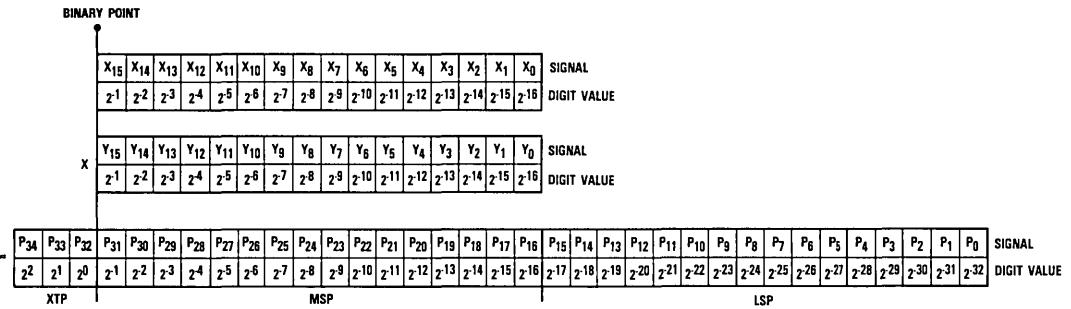 BINARY POINT
X₁₅ X₁₄ X₁₃ X₁₂ X₁₁ X₁₀ X₉ X₈ X₇ X₆ X₅ X₄ X₃ X₂ X₁ X₀ SIGNAL
2⁻¹ 2⁻² 2⁻³ 2⁻⁴ 2⁻⁵ 2⁻⁶ 2⁻⁷ 2⁻⁸ 2⁻⁹ 2⁻¹⁰ 2⁻¹¹ 2⁻¹² 2⁻¹³ 2⁻¹⁴ 2⁻¹⁵ 2⁻¹⁶ DIGIT VALUE
Y₁₅ Y₁₄ Y₁₃ Y₁₂ Y₁₁ Y₁₀ Y₉ Y₈ Y₇ Y₆ Y₅ Y₄ Y₃ Y₂ Y₁ Y₀ SIGNAL
X
2⁻¹ 2⁻² 2⁻³ 2⁻⁴ 2⁻⁵ 2⁻⁶ 2⁻⁷ 2⁻⁸ 2⁻⁹ 2⁻¹⁰ 2⁻¹¹ 2⁻¹² 2⁻¹³ 2⁻¹⁴ 2⁻¹⁵ 2⁻¹⁶ DIGIT VALUE
P₃₄ P₃₃ P₃₂ P₃₁ P₃₀ P₂₉ P₂₈ P₂₇ P₂₆ P₂₅ P₂₄ P₂₃ P₂₂ P₂₁ P₂₀ P₁₉ P₁₈ P₁₇ P₁₆ P₁₅ P₁₄ P₁₃ P₁₂ P₁₁ P₁₀ P₉ P₈ P₇ P₆ P₅ P₄ P₃ P₂ P₁ P₀ SIGNAL
=
2² 2¹ 2⁰ 2⁻¹ 2⁻² 2⁻³ 2⁻⁴ 2⁻⁵ 2⁻⁶ 2⁻⁷ 2⁻⁸ 2⁻⁹ 2⁻¹⁰ 2⁻¹¹ 2⁻¹² 2⁻¹³ 2⁻¹⁴ 2⁻¹⁵ 2⁻¹⁶ 2⁻¹⁷ 2⁻¹⁸ 2⁻¹⁹ 2⁻²⁰ 2⁻²¹ 2⁻²² 2⁻²³ 2⁻²⁴ 2⁻²⁵ 2⁻²⁶ 2⁻²⁷ 2⁻²⁸ 2⁻²⁹ 2⁻³⁰ 2⁻³¹ 2⁻³² DIGIT VALUE
XTP MSP LSP